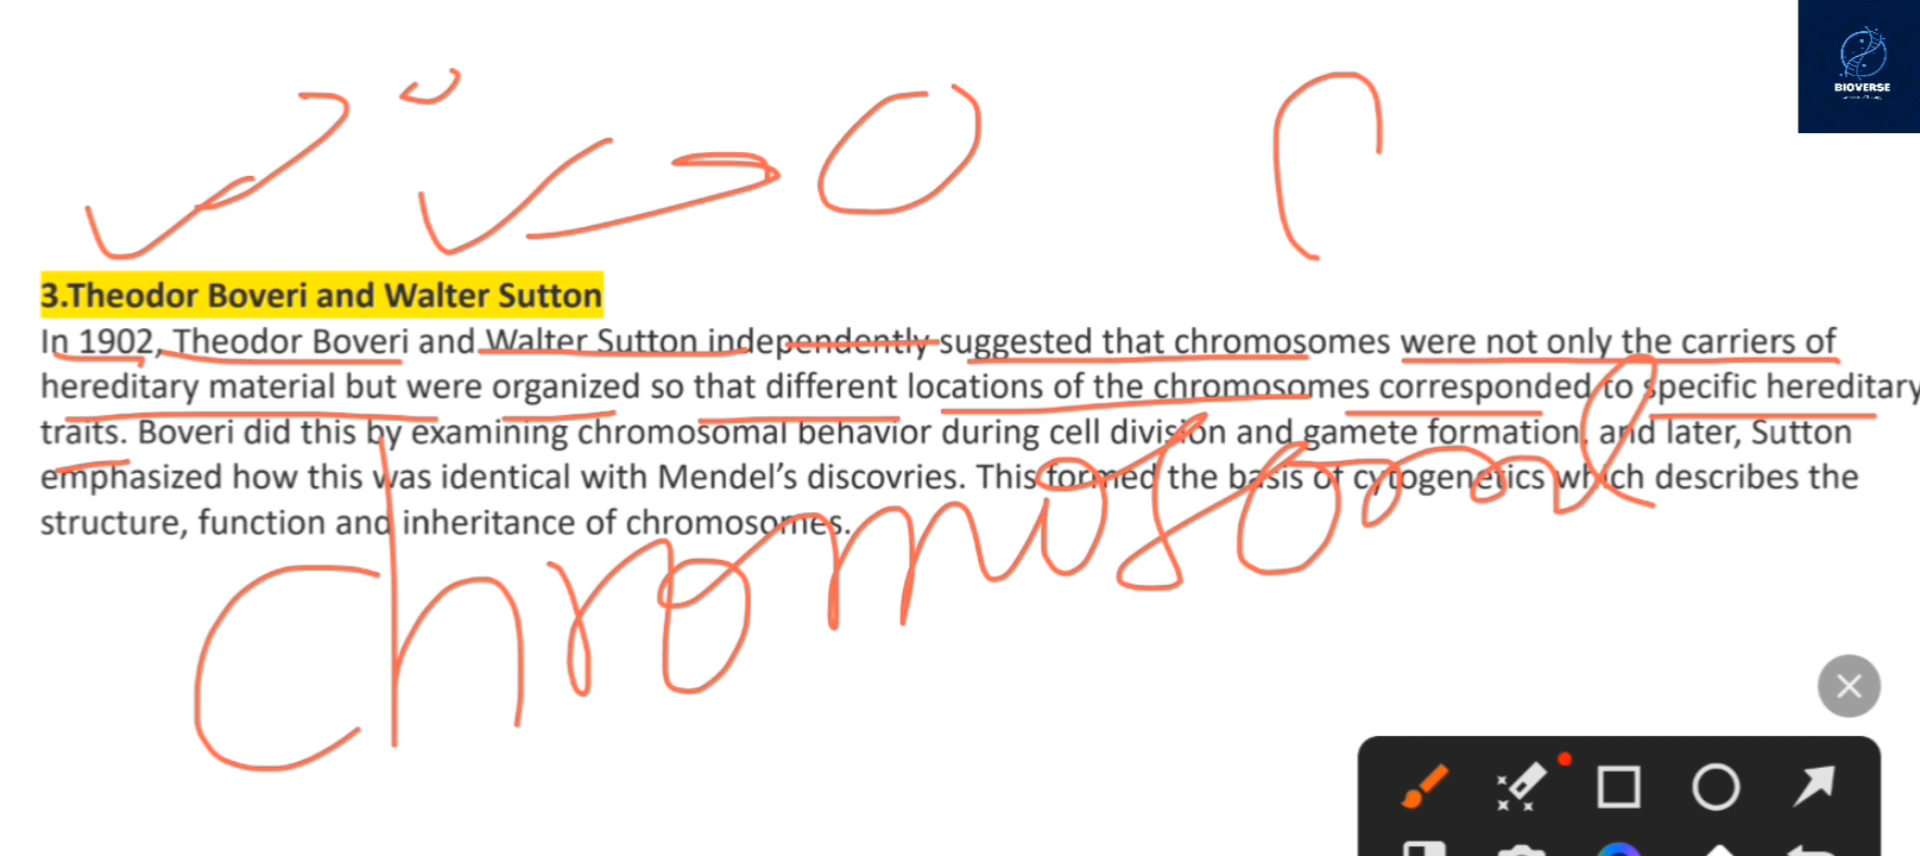 BIOVERSE
3.Theodor Boveri and Walter Sutton
In 1902, Theodor Boveri and Walter Sutton independently suggested that chromosomes were not only the carriers of
hereditary material but were organized so that different locations of the chromosomes corresponded to specific hereditary
traits. Boveri did this by examining chromosomal behavior during cell division and gamete formation, and later, Sutton
emphasized how this was identical with Mendel's discovries. This formed the basis of cytogenetics which describes the
structure, function and inheritance of chromosomes.
chromosomal